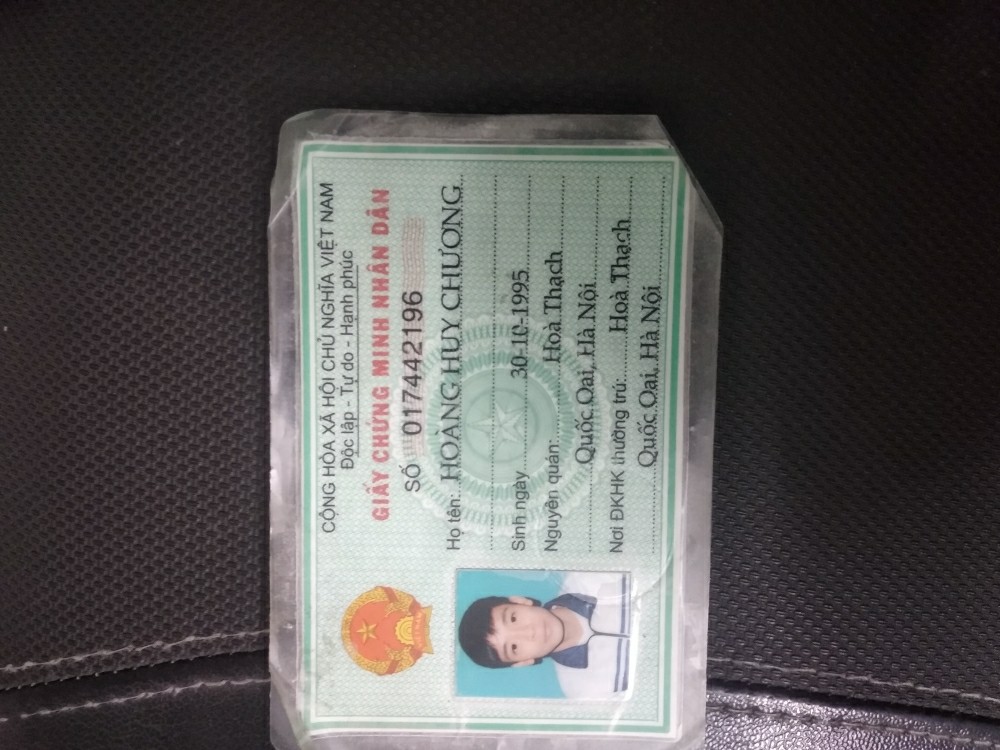 CỘNG HÒA XÃ HỘI CHỦ NGHĨA VIỆT NAM
Độc lập - Tự do - Hạnh phúc
GIẤY CHỨNG MINH NHÂN DÂN
SỐ 017442196
Họ tên: HOÀNG HUY CHƯƠNG
Sinh ngày 30-10-1995
Nguyên quán: Hoà Thạch
Quốc Oai, Hà Nội
Nơi ĐKHK thường trú: Hoà Thạch
Quốc Oai, Hà Nội